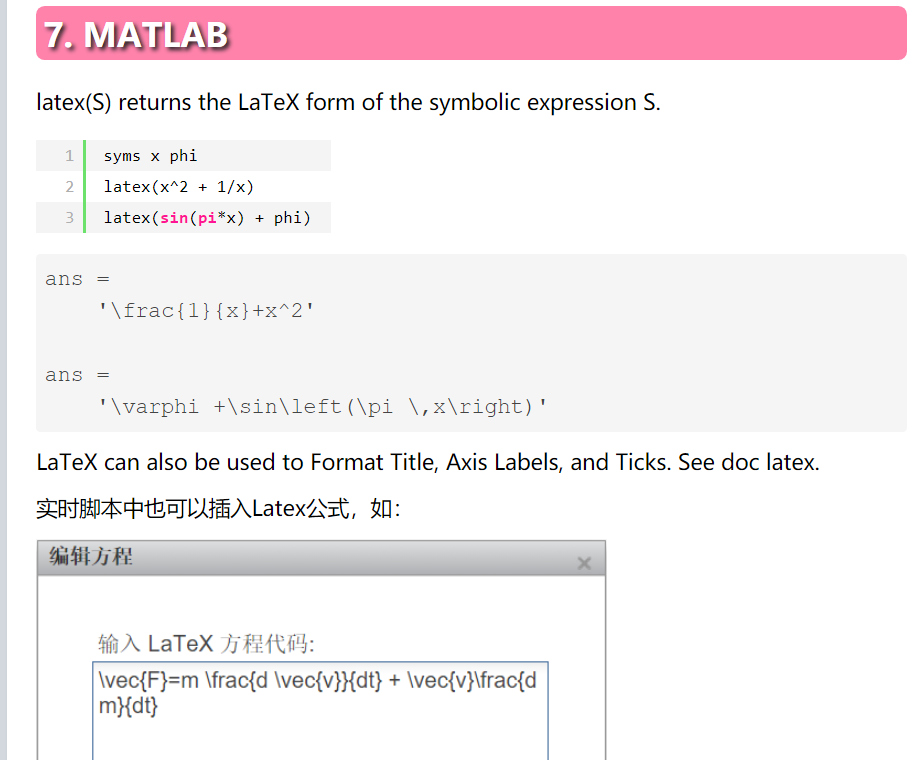 7. MATLAB
latex(S) returns the LaTeX form of the symbolic expression S.
1 syms x phi
2 latex(x^2 + 1/x)
3 latex(sin(pi*x) + phi)
ans =
'\frac{1}{x}+x^2'
ans =
'\varphi +\sin\left(\pi \,x\right)'
LaTeX can also be used to Format Title, Axis Labels, and Ticks. See doc latex.
实时脚本中也可以插入Latex公式，如：
编辑方程
输入 LaTeX 方程代码:
\vec{F}=m \frac{d \vec{v}}{dt} + \vec{v}\frac{d
m}{dt}